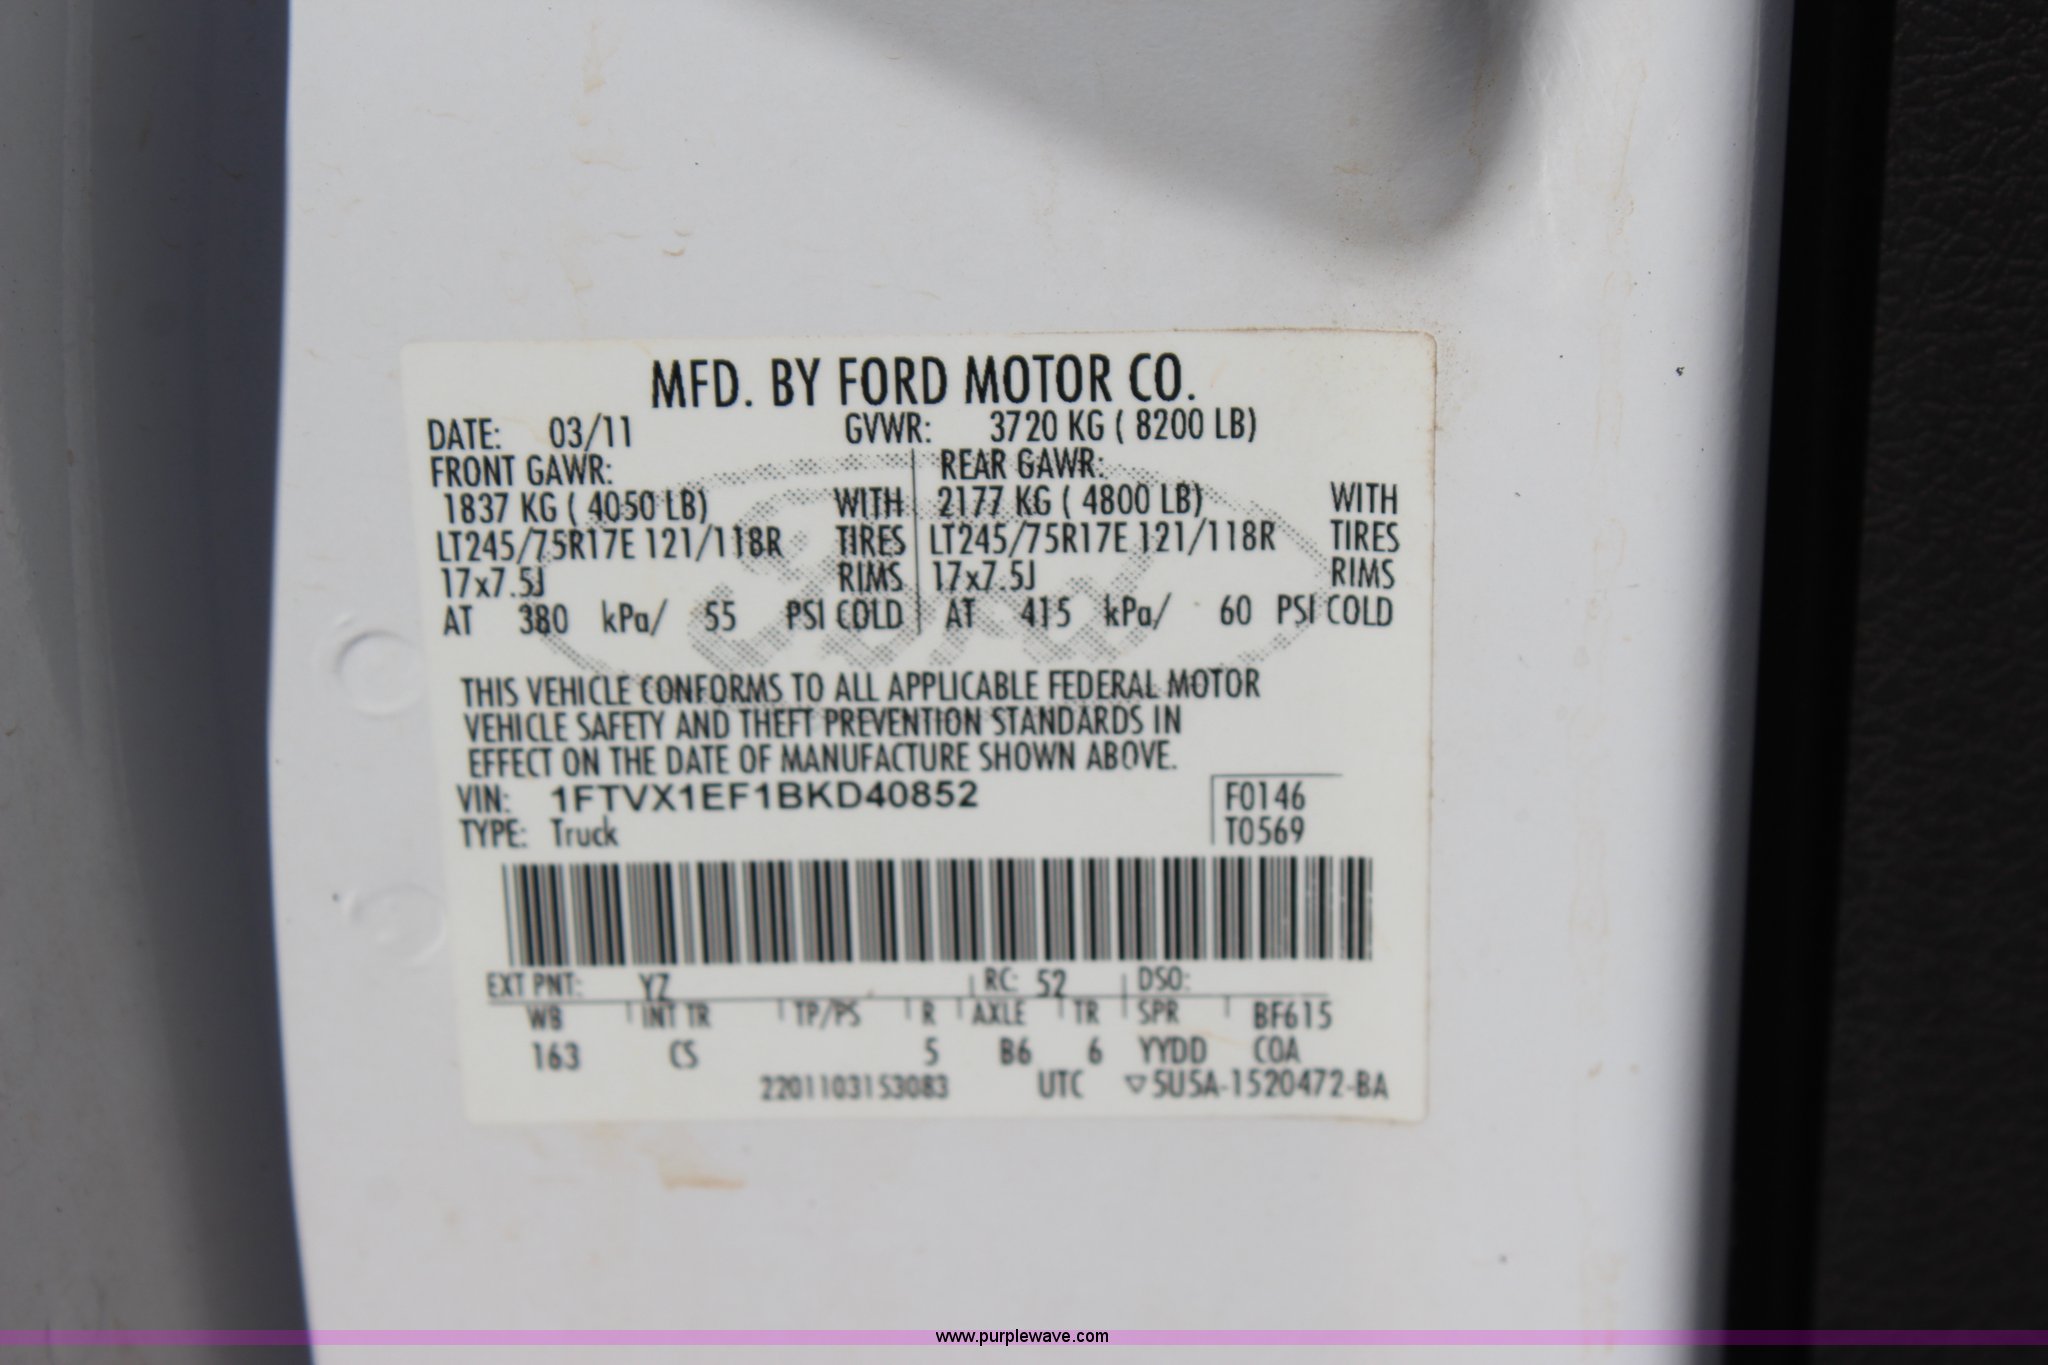 MFD. BY FORD MOTOR CO.
DATE: 03/11 GVWR: 3720 KG ( 8200 LB)
FRONT GAWR: REAR GAWR:
1837 KG ( 4050 LB) WITH 2177 KG ( 4800 LB) WITH
LT245/75R17E 121/118R TIRES LT245/75R17E 121/118R TIRES
17x7.5J RIMS 17x7.5J RIMS
AT 380 kPa/ 55 PSI COLD AT 415 kPa/ 60 PSI COLD
THIS VEHICLE CONFORMS TO ALL APPLICABLE FEDERAL MOTOR
VEHICLE SAFETY AND THEFT PREVENTION STANDARDS IN
EFFECT ON THE DATE OF MANUFACTURE SHOWN ABOVE.
VIN: 1FTVX1EF1BKD40852 F0146
TYPE: Truck T0569
EXT PNT: YZ RC: 52 DSO:
WB INT TR TP/PS R AXLE TR SPR BF615
163 CS 5 B6 6 YYDD COA
2201103153083 UTC ▽5U5A-1520472-BA
www.purplewave.com